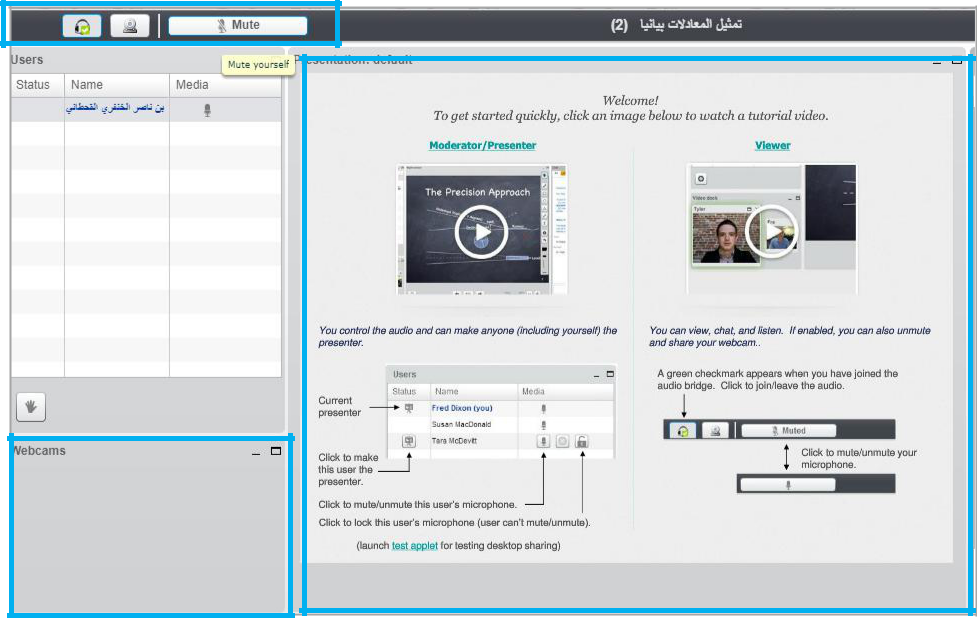 Mute
تمثيل المعادلات بيانيا (2)
Mute yourself
Users
Status Name Media
بن ناصر الخنفري القحطاني
Webcams
Presentation: default
Welcome!
To get started quickly, click an image below to watch a tutorial video.
Moderator/Presenter
The Precision Approach
You control the audio and can make anyone (including yourself) the
presenter.
Users
Status Name Media
Fred Dixon (you)
Susan MacDonald
Tara McDevitt
Current
presenter
Click to make
this user the
presenter.
Click to mute/unmute this user's microphone.
Click to lock this user's microphone (user can't mute/unmute).
(launch test applet for testing desktop sharing)
Viewer
Video dock
Tyler
You can view, chat, and listen. If enabled, you can also unmute
and share your webcam..
A green checkmark appears when you have joined the
audio bridge. Click to join/leave the audio.
Muted
Click to mute/unmute your
microphone.